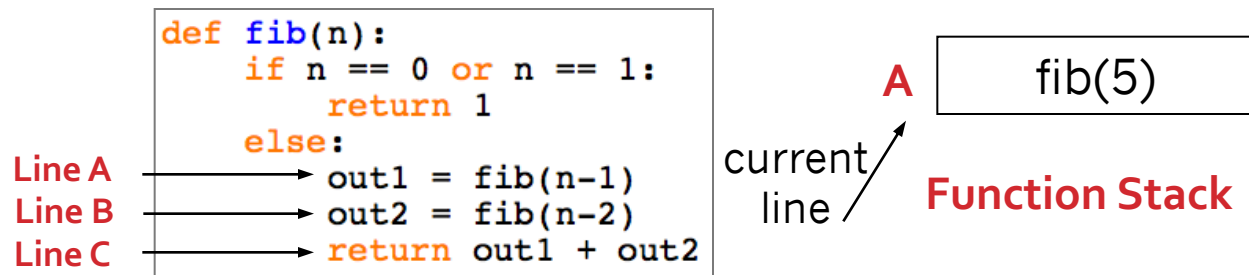 def fib(n):
if n == 0 or n == 1:
return 1
else:
Line A
out1 = fib(n-1)
Line B
out2 = fib(n-2)
Line C
return out1 + out2
A
fib(5)
current
line
Function Stack